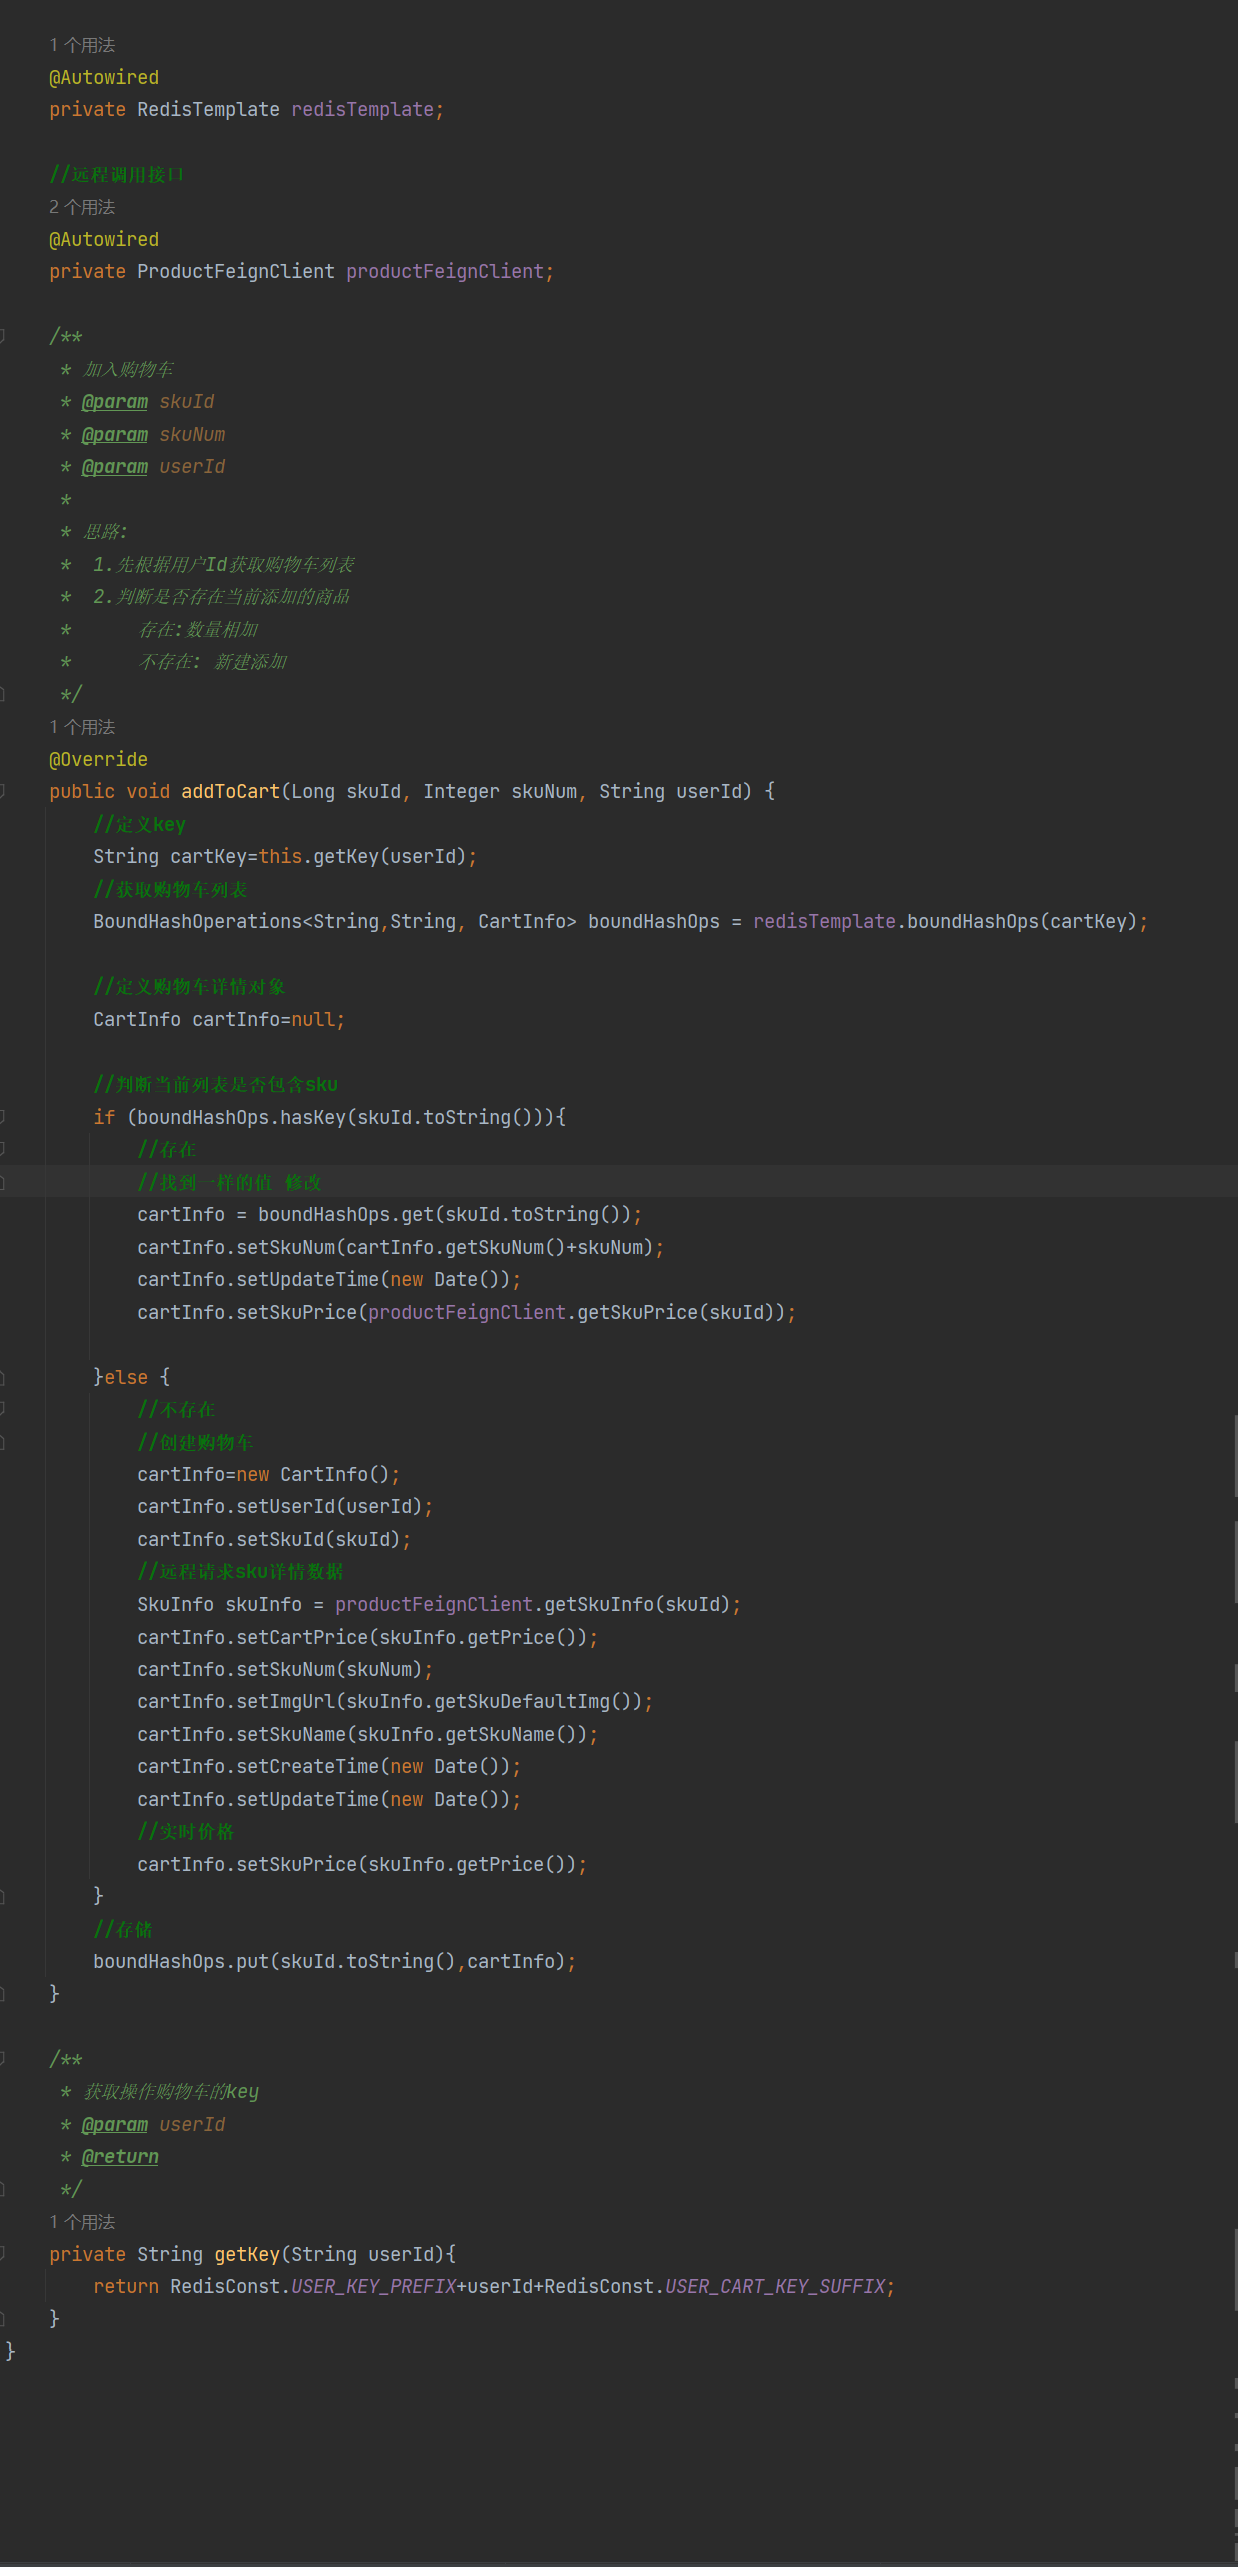 1 个用法
@Autowired
private RedisTemplate redisTemplate;
//远程调用接口
2 个用法
@Autowired
private ProductFeignClient productFeignClient;
/**
* 加入购物车
* @param skuId
* @param skuNum
* @param userId
*
* 思路:
*  1.先根据用户Id获取购物车列表
*  2.判断是否存在当前添加的商品
*      存在:数量相加
*      不存在: 新建添加
*/
1 个用法
@Override
public void addToCart(Long skuId, Integer skuNum, String userId) {
//定义key
String cartKey=this.getKey(userId);
//获取购物车列表
BoundHashOperations<String,String, CartInfo> boundHashOps = redisTemplate.boundHashOps(cartKey);
//定义购物车详情对象
CartInfo cartInfo=null;
//判断当前列表是否包含sku
if (boundHashOps.hasKey(skuId.toString())){
//存在
//找到一样的值 修改
cartInfo = boundHashOps.get(skuId.toString());
cartInfo.setSkuNum(cartInfo.getSkuNum()+skuNum);
cartInfo.setUpdateTime(new Date());
cartInfo.setSkuPrice(productFeignClient.getSkuPrice(skuId));
}else {
//不存在
//创建购物车
cartInfo=new CartInfo();
cartInfo.setUserId(userId);
cartInfo.setSkuId(skuId);
//远程请求sku详情数据
SkuInfo skuInfo = productFeignClient.getSkuInfo(skuId);
cartInfo.setCartPrice(skuInfo.getPrice());
cartInfo.setSkuNum(skuNum);
cartInfo.setImgUrl(skuInfo.getSkuDefaultImg());
cartInfo.setSkuName(skuInfo.getSkuName());
cartInfo.setCreateTime(new Date());
cartInfo.setUpdateTime(new Date());
//实时价格
cartInfo.setSkuPrice(skuInfo.getPrice());
}
//存储
boundHashOps.put(skuId.toString(),cartInfo);
}
/**
* 获取操作购物车的key
* @param userId
* @return
*/
1 个用法
private String getKey(String userId){
return RedisConst.USER_KEY_PREFIX+userId+RedisConst.USER_CART_KEY_SUFFIX;
}
}